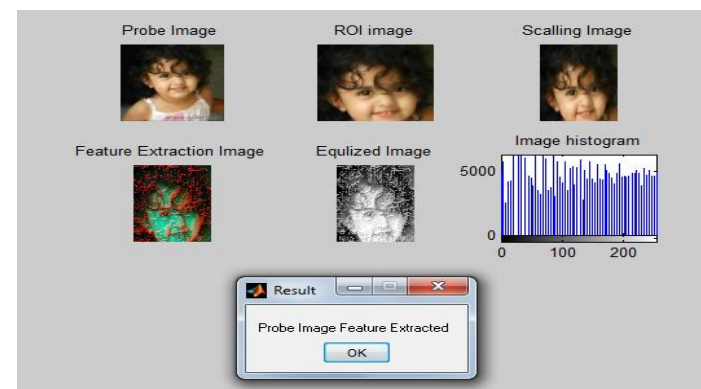 Probe Image
ROI image
Scalling Image
Feature Extraction Image
Equlized Image
Image histogram
5000
0
0 100 200
Result
Probe Image Feature Extracted
OK